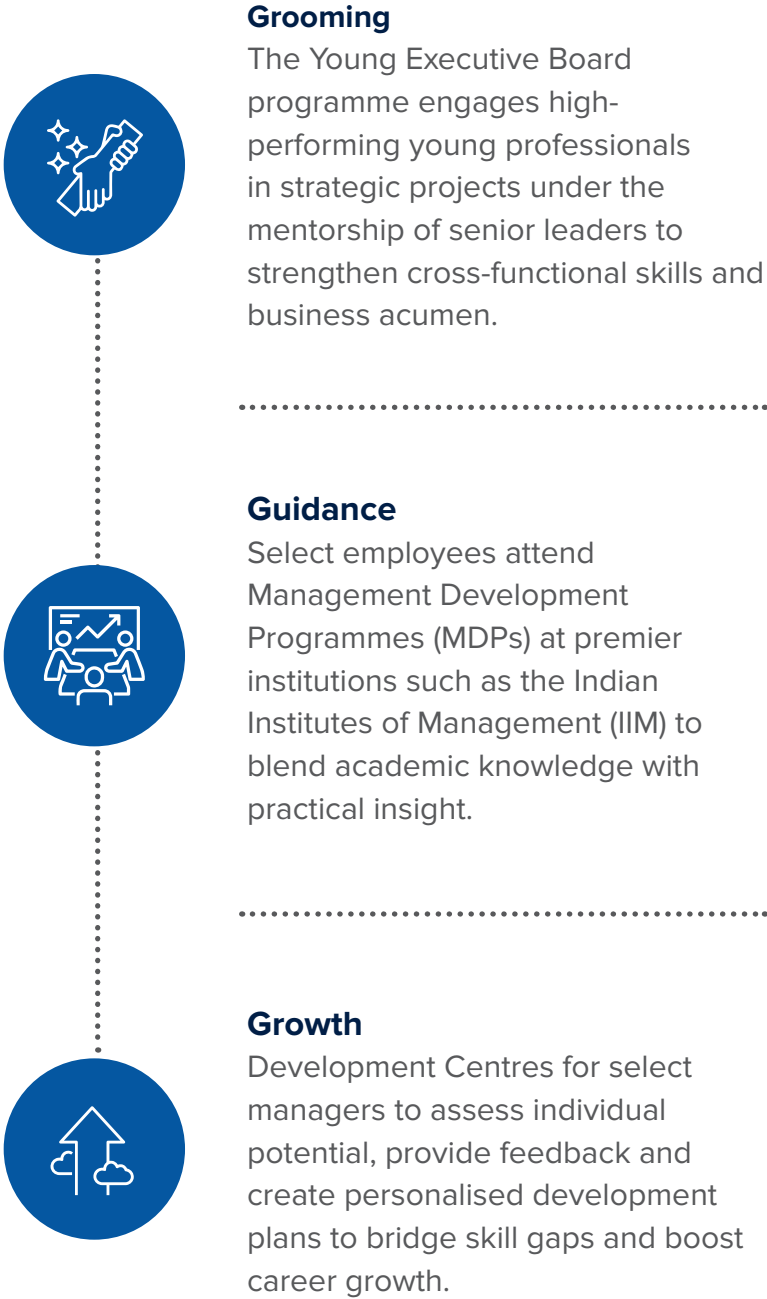 Grooming
The Young Executive Board
programme engages high-
performing young professionals
in strategic projects under the
mentorship of senior leaders to
strengthen cross-functional skills and
business acumen.
Guidance
Select employees attend
Management Development
Programmes (MDPs) at premier
institutions such as the Indian
Institutes of Management (IIM) to
blend academic knowledge with
practical insight.
Growth
Development Centres for select
managers to assess individual
potential, provide feedback and
create personalised development
plans to bridge skill gaps and boost
career growth.